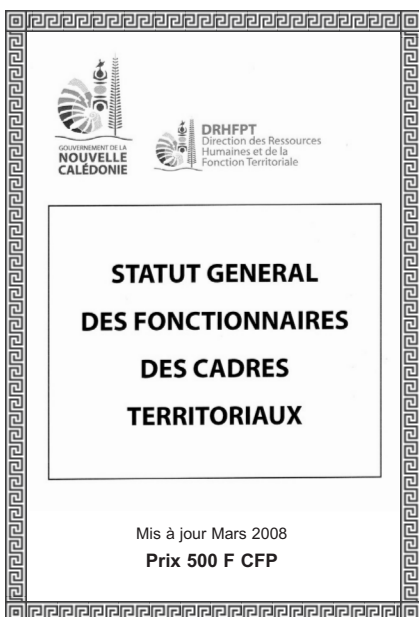 GOUVERNEMENT DE LA
NOUVELLE
CALÉDONIE
DRHFPT
Direction des Ressources
Humaines et de la
Fonction Territoriale
STATUT GENERAL
DES FONCTIONNAIRES
DES CADRES
TERRITORIAUX
Mis à jour Mars 2008
Prix 500 F CFP